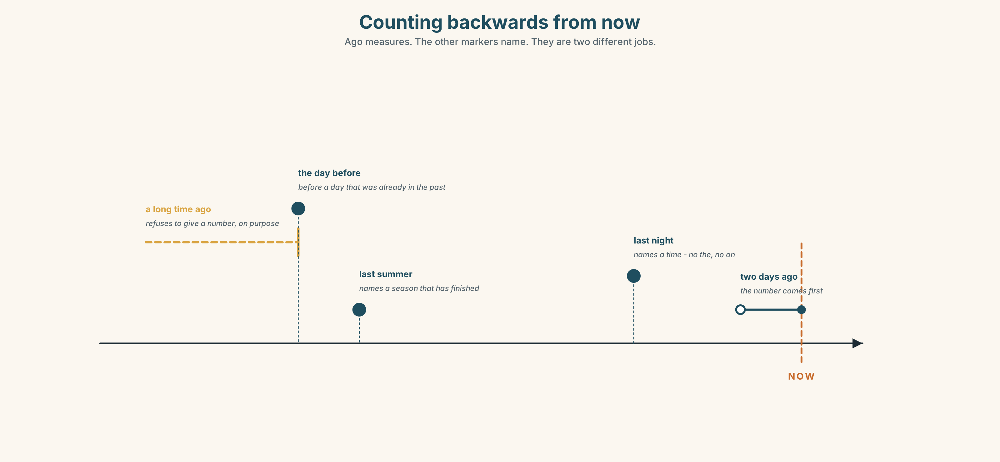 Counting backwards from now
Ago measures. The other markers name. They are two different jobs.
the day before
before a day that was already in the past
a long time ago
refuses to give a number, on purpose
last night
names a time - no the, no on
last summer
names a season that has finished
two days ago
the number comes first
NOW